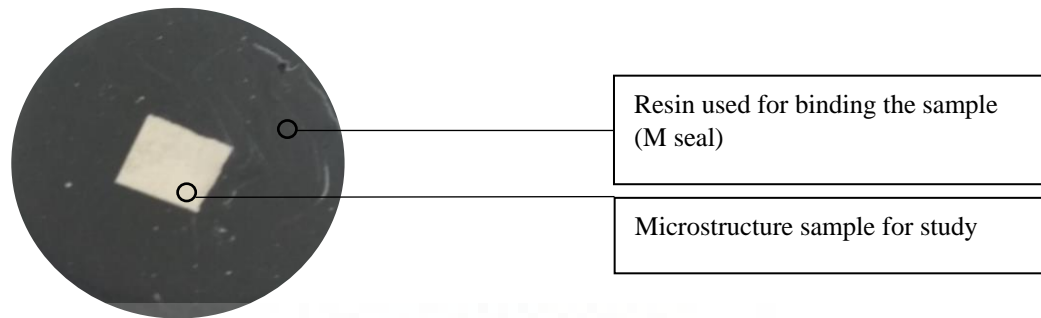 Resin used for binding the sample
(M seal)
Microstructure sample for study